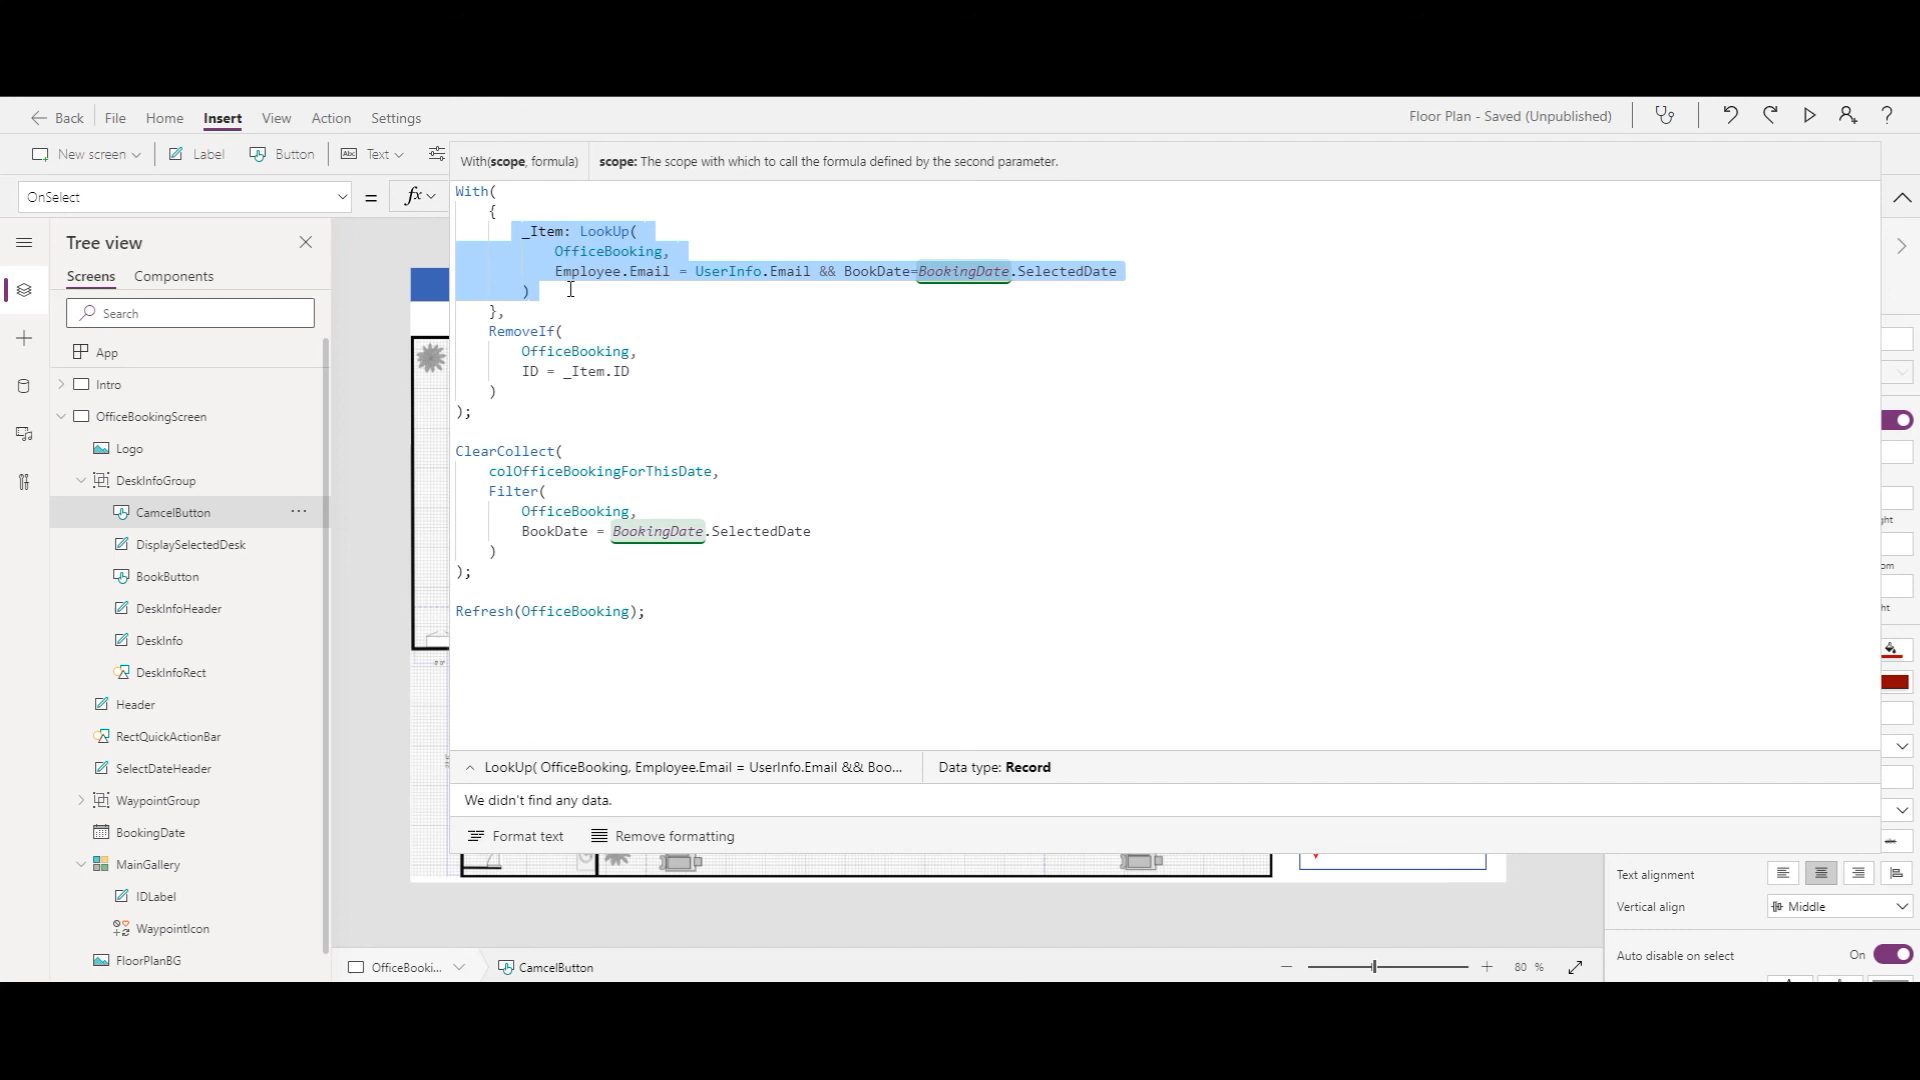 Back
File
Home
Insert
View
Action
Settings
Floor Plan - Saved (Unpublished)
?
New screen
Label
Button
Abc Text
With(scope, formula)
scope: The scope with which to call the formula defined by the second parameter.
OnSelect
=
fx
With(
{
_Item: LookUp(
OfficeBooking,
Employee.Email = UserInfo.Email && BookDate=BookingDate.SelectedDate
)
},
RemoveIf(
OfficeBooking,
ID = _Item.ID
)
);
ClearCollect(
colOfficeBookingForThisDate,
Filter(
OfficeBooking,
BookDate = BookingDate.SelectedDate
)
);
Refresh(OfficeBooking);
Tree view
Screens
Components
Search
App
Intro
OfficeBookingScreen
Logo
DeskInfoGroup
CamcelButton
...
DisplaySelectedDesk
BookButton
DeskInfoHeader
DeskInfo
DeskInfoRect
Header
RectQuickActionBar
SelectDateHeader
WaypointGroup
BookingDate
MainGallery
IDLabel
WaypointIcon
FloorPlanBG
LookUp( OfficeBooking, Employee.Email = UserInfo.Email && Boo...
Data type: Record
We didn't find any data.
Format text
Remove formatting
ght
om
ht
Text alignment
Vertical align
Middle
Auto disable on select
On
OfficeBooki...
CamcelButton
80 %